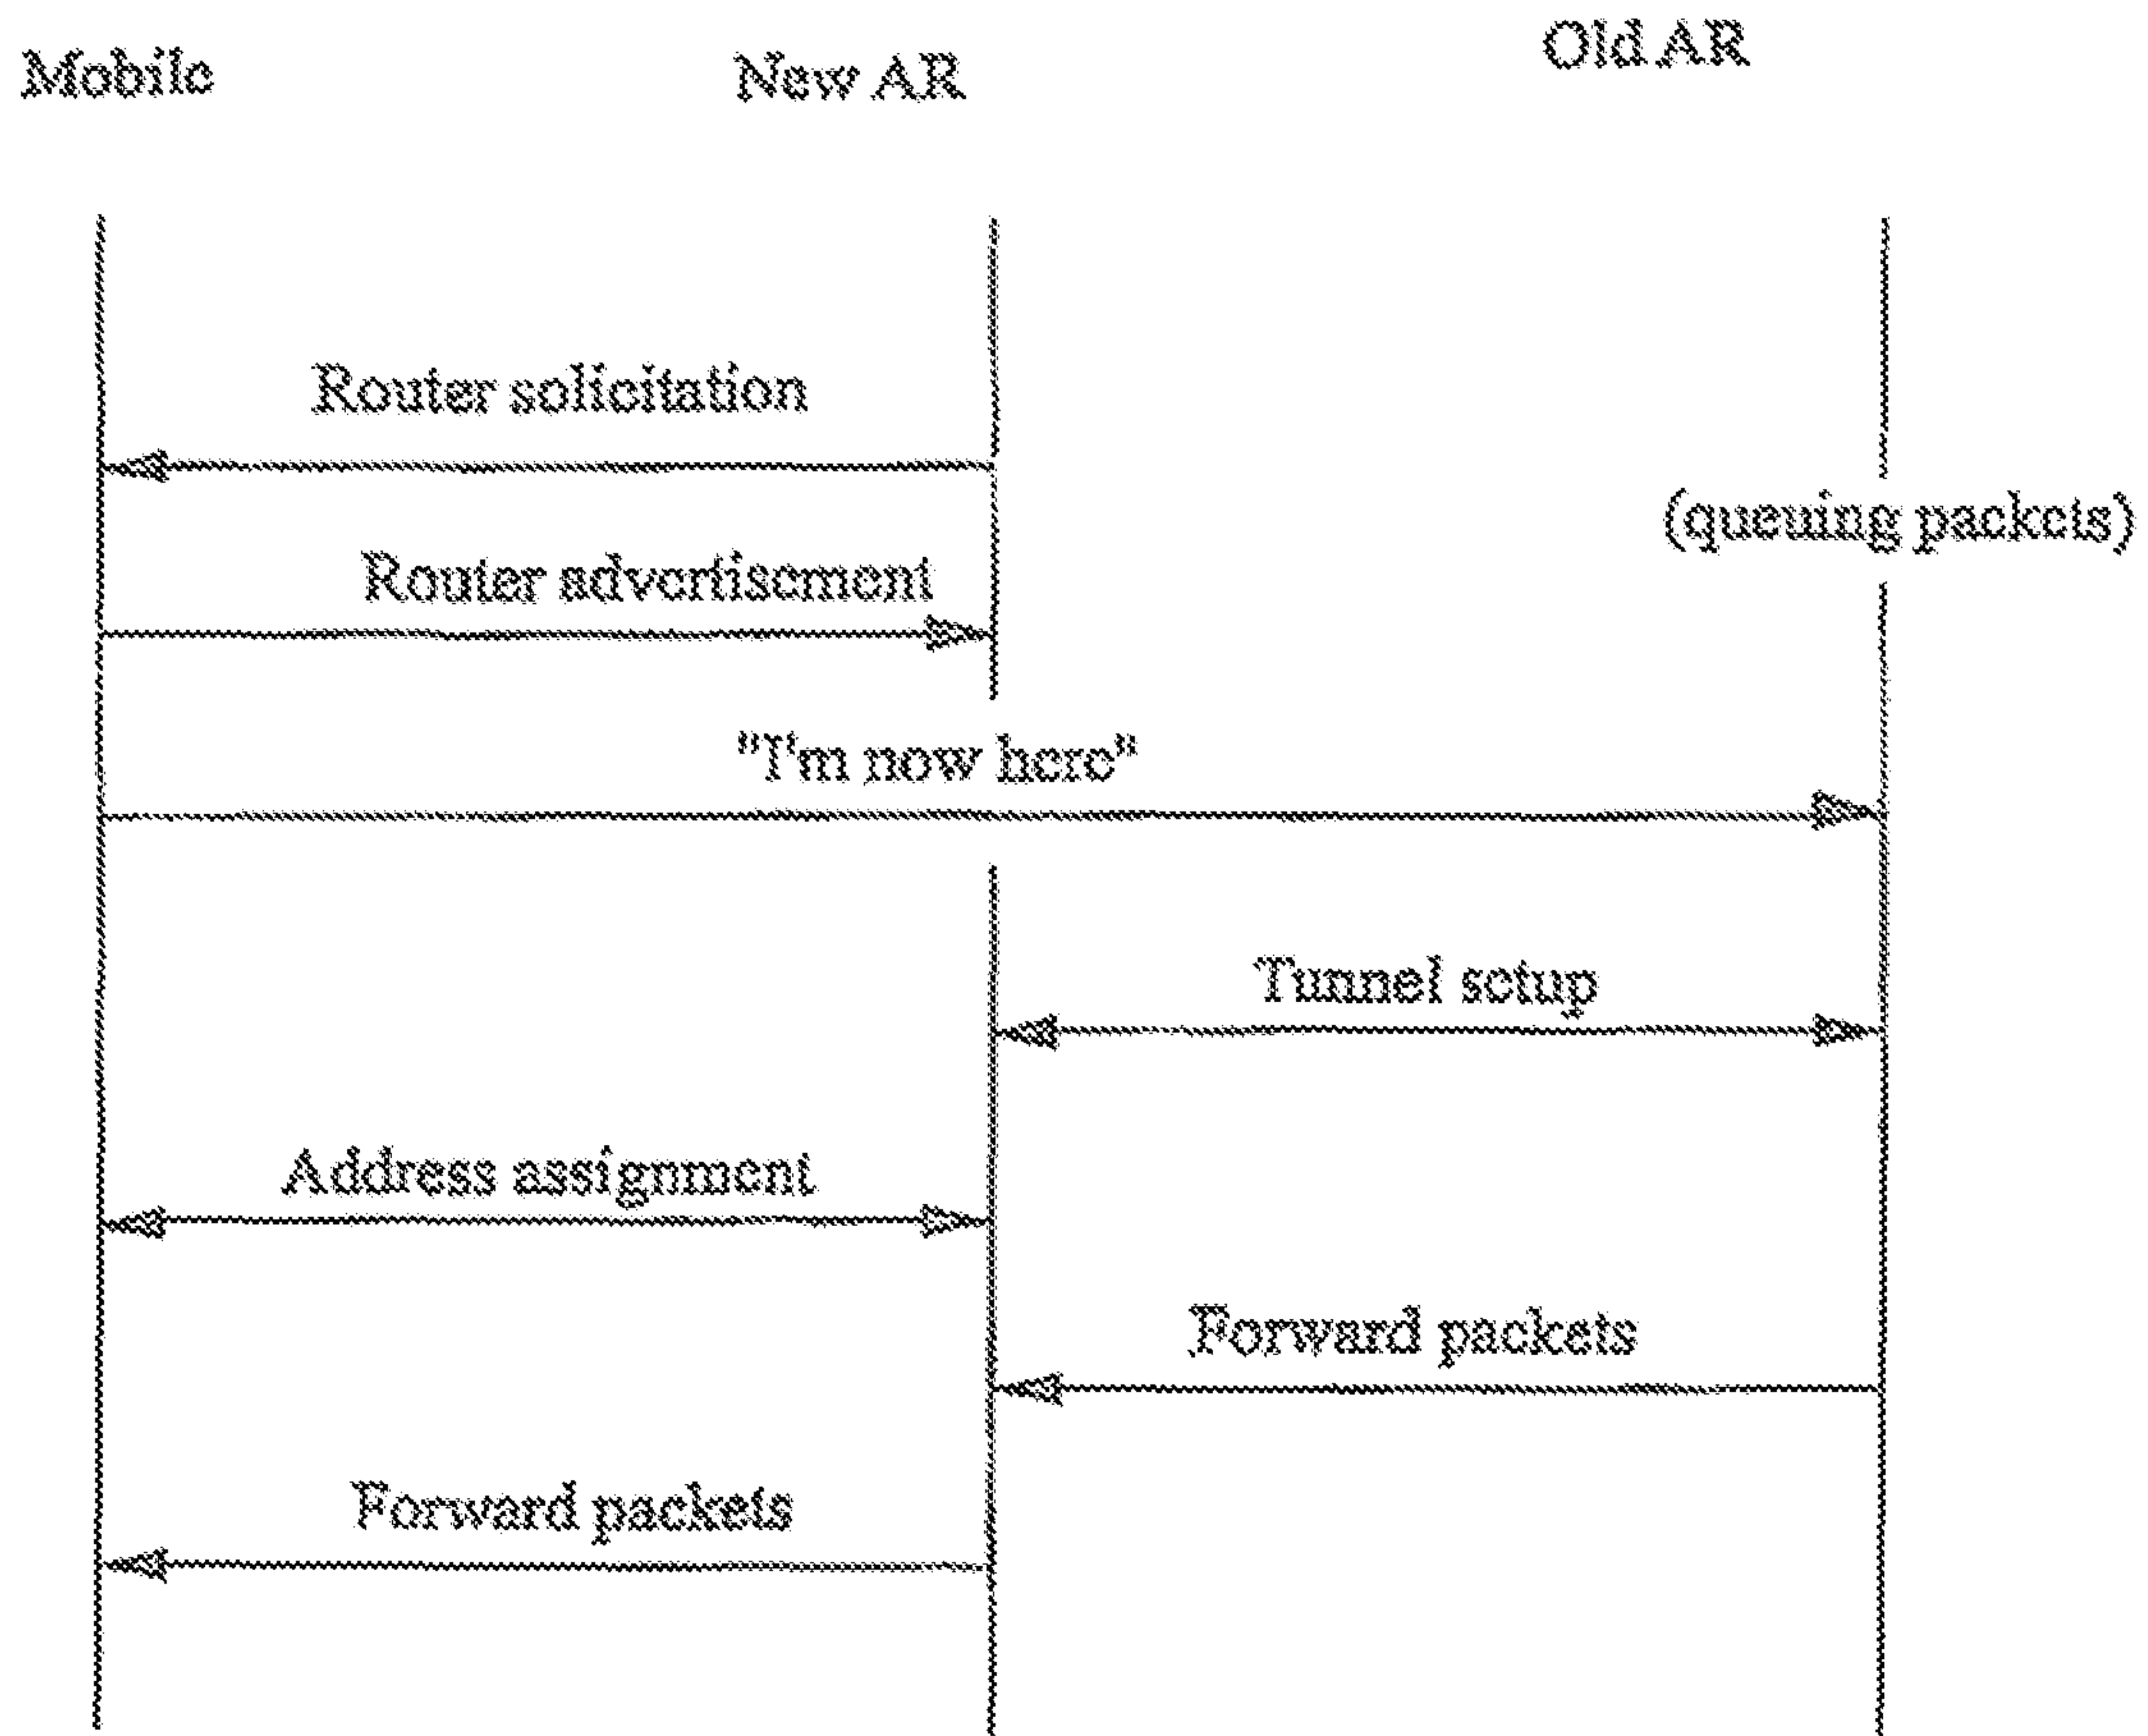 Mobile
New AR
Old AR
Router solicitation
(queuing packets)
Router advertisement
"I'm now here"
Tunnel setup
Address assignment
Forward packets
Forward packets